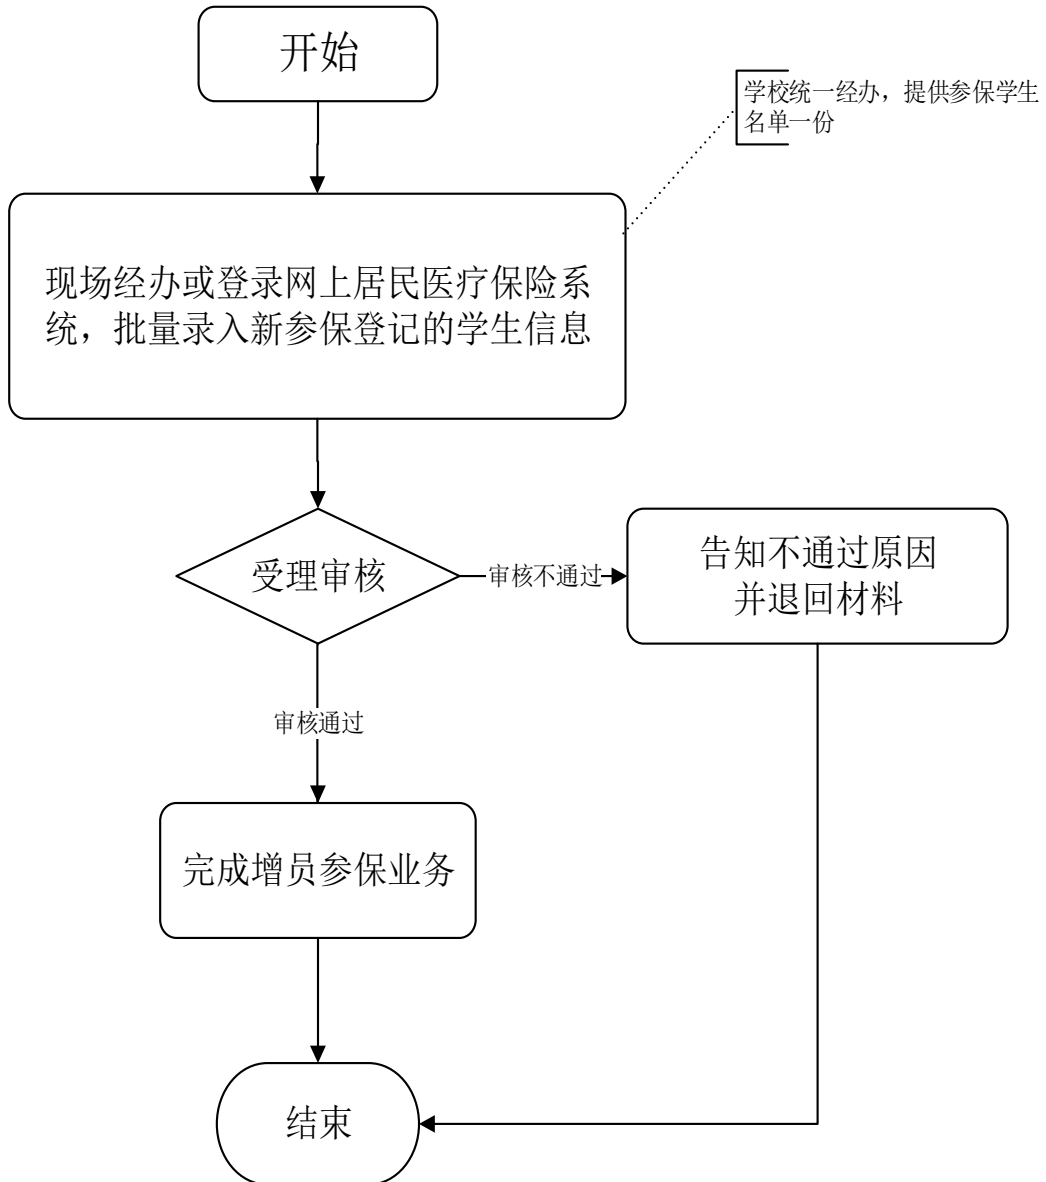 开始
学校统一经办，提供参保学生
名单一份
现场经办或登录网上居民医疗保险系
统，批量录入新参保登记的学生信息
受理审核
审核不通过
告知不通过原因
并退回材料
审核通过
完成增员参保业务
结束